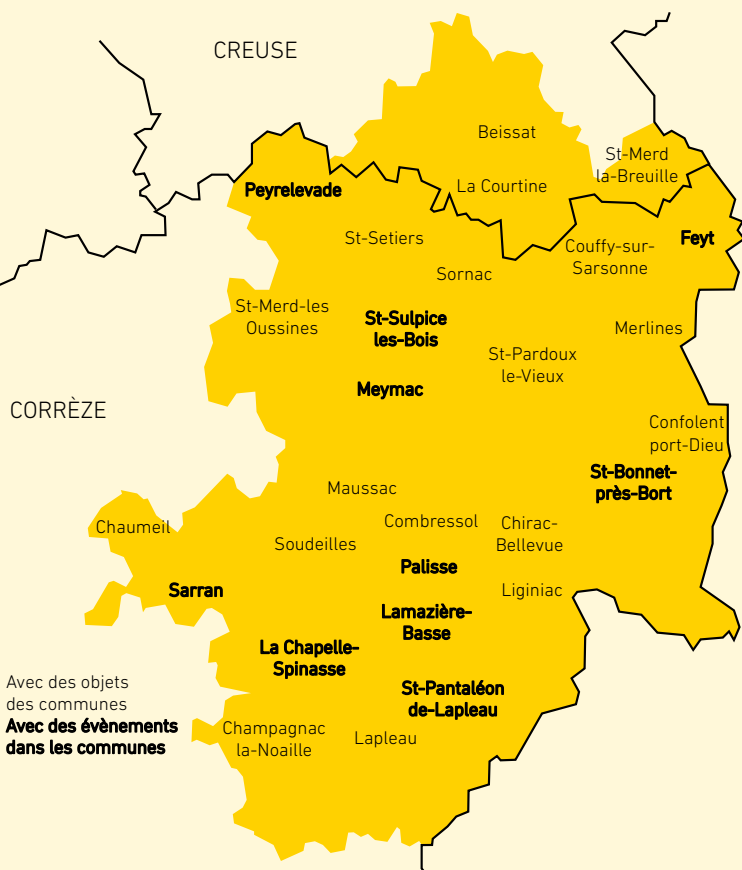 CREUSE
Beissat
St-Merd
la-Breuille
La Courtine
Peyrelevade
St-Setiers
Feyt
Couffy-sur-
Sarsonne
Sornac
St-Merd-les
Oussines
St-Sulpice
les-Bois
Merlines
St-Pardoux
le-Vieux
Meymac
CORRÈZE
Confolent
port-Dieu
St-Bonnet-
près-Bort
Maussac
Combressol
Chirac-
Bellevue
Chaumeil
Soudeilles
Palisse
Sarran
Liginiac
Lamazière-
Basse
La Chapelle-
Spinasse
St-Pantaléon
de-Lapleau
Avec des objets
des communes
Avec des évènements
dans les communes
Champagnac
la-Noaille
Lapleau